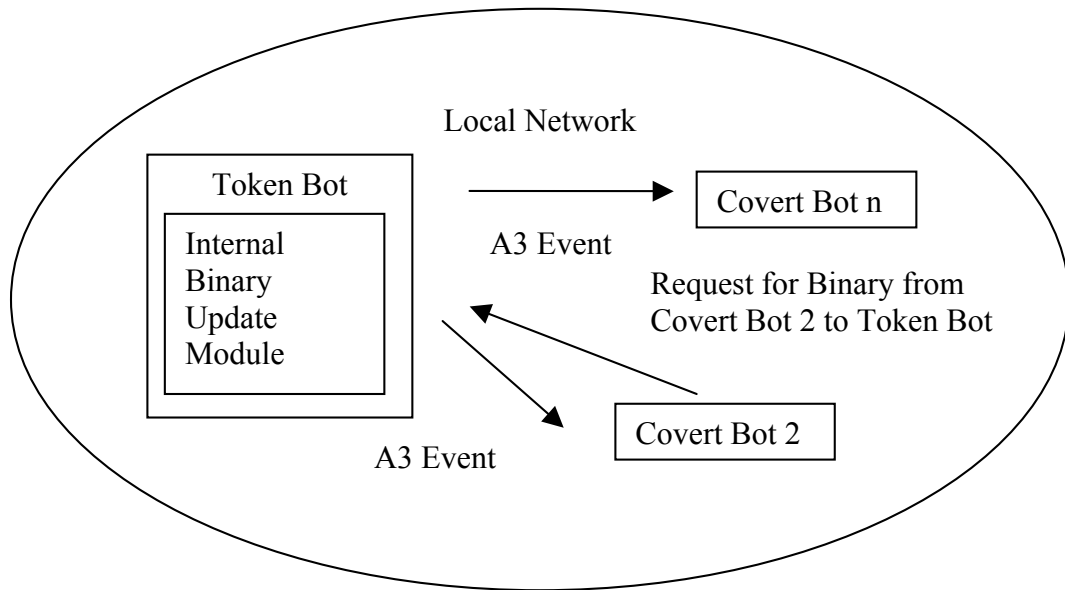 Local Network
Token Bot
Internal
Binary
Update
Module
Covert Bot n
A3 Event
Request for Binary from
Covert Bot 2 to Token Bot
Covert Bot 2
A3 Event